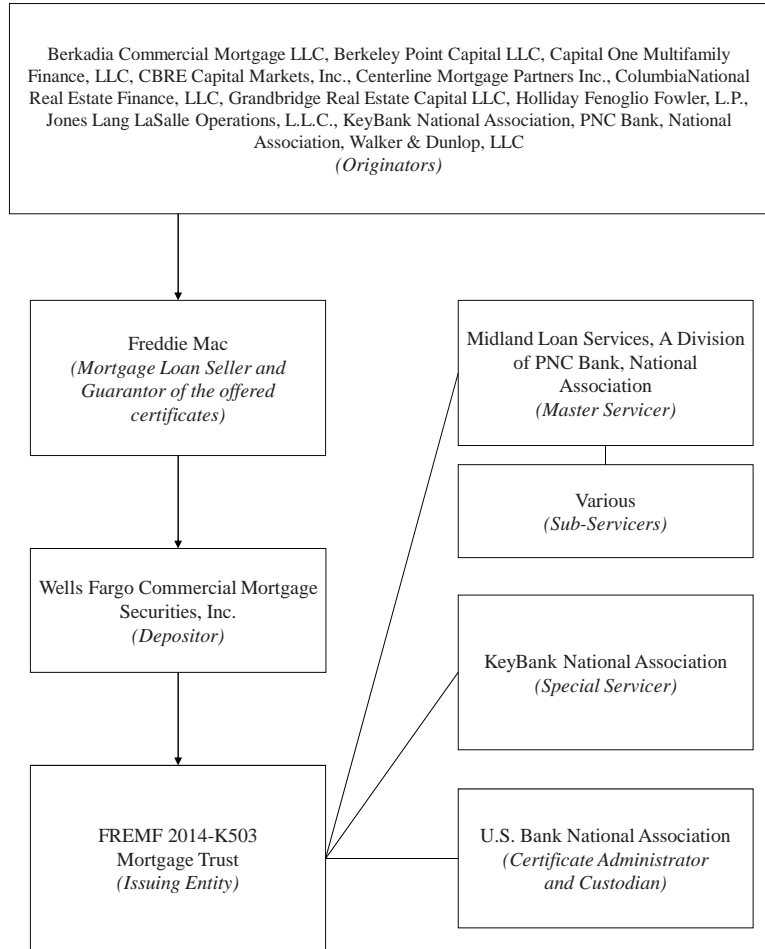 Berkadia Commercial Mortgage LLC, Berkeley Point Capital LLC, Capital One Multifamily
Finance, LLC, CBRE Capital Markets, Inc., Centerline Mortgage Partners Inc., ColumbiaNational
Real Estate Finance, LLC, Grandbridge Real Estate Capital LLC, Holliday Fenoglio Fowler, L.P.,
Jones Lang LaSalle Operations, L.L.C., KeyBank National Association, PNC Bank, National
Association, Walker & Dunlop, LLC
(Originators)
Freddie Mac
(Mortgage Loan Seller and
Guarantor of the offered
certificates)
Midland Loan Services, A Division
of PNC Bank, National
Association
(Master Servicer)
Various
(Sub-Servicers)
Wells Fargo Commercial Mortgage
Securities, Inc.
(Depositor)
KeyBank National Association
(Special Servicer)
FREMF 2014-K503
Mortgage Trust
(Issuing Entity)
U.S. Bank National Association
(Certificate Administrator
and Custodian)